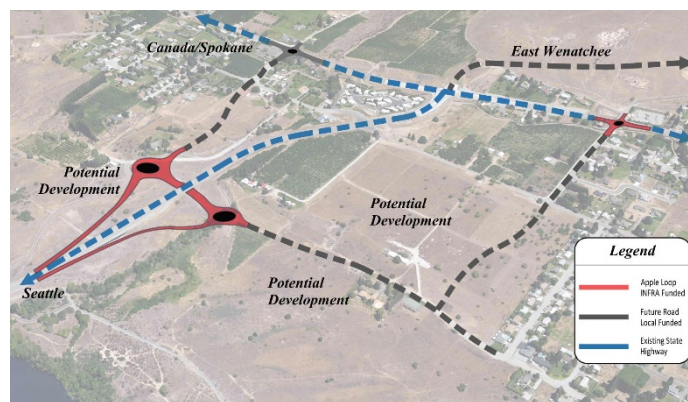 Canada/Spokane
East Wenatchee
Potential
Development
Potential
Development
Potential
Development
Seattle
Legend
Apple Loop
INFRA Funded
Future Road
Local Funded
Existing State
Highway